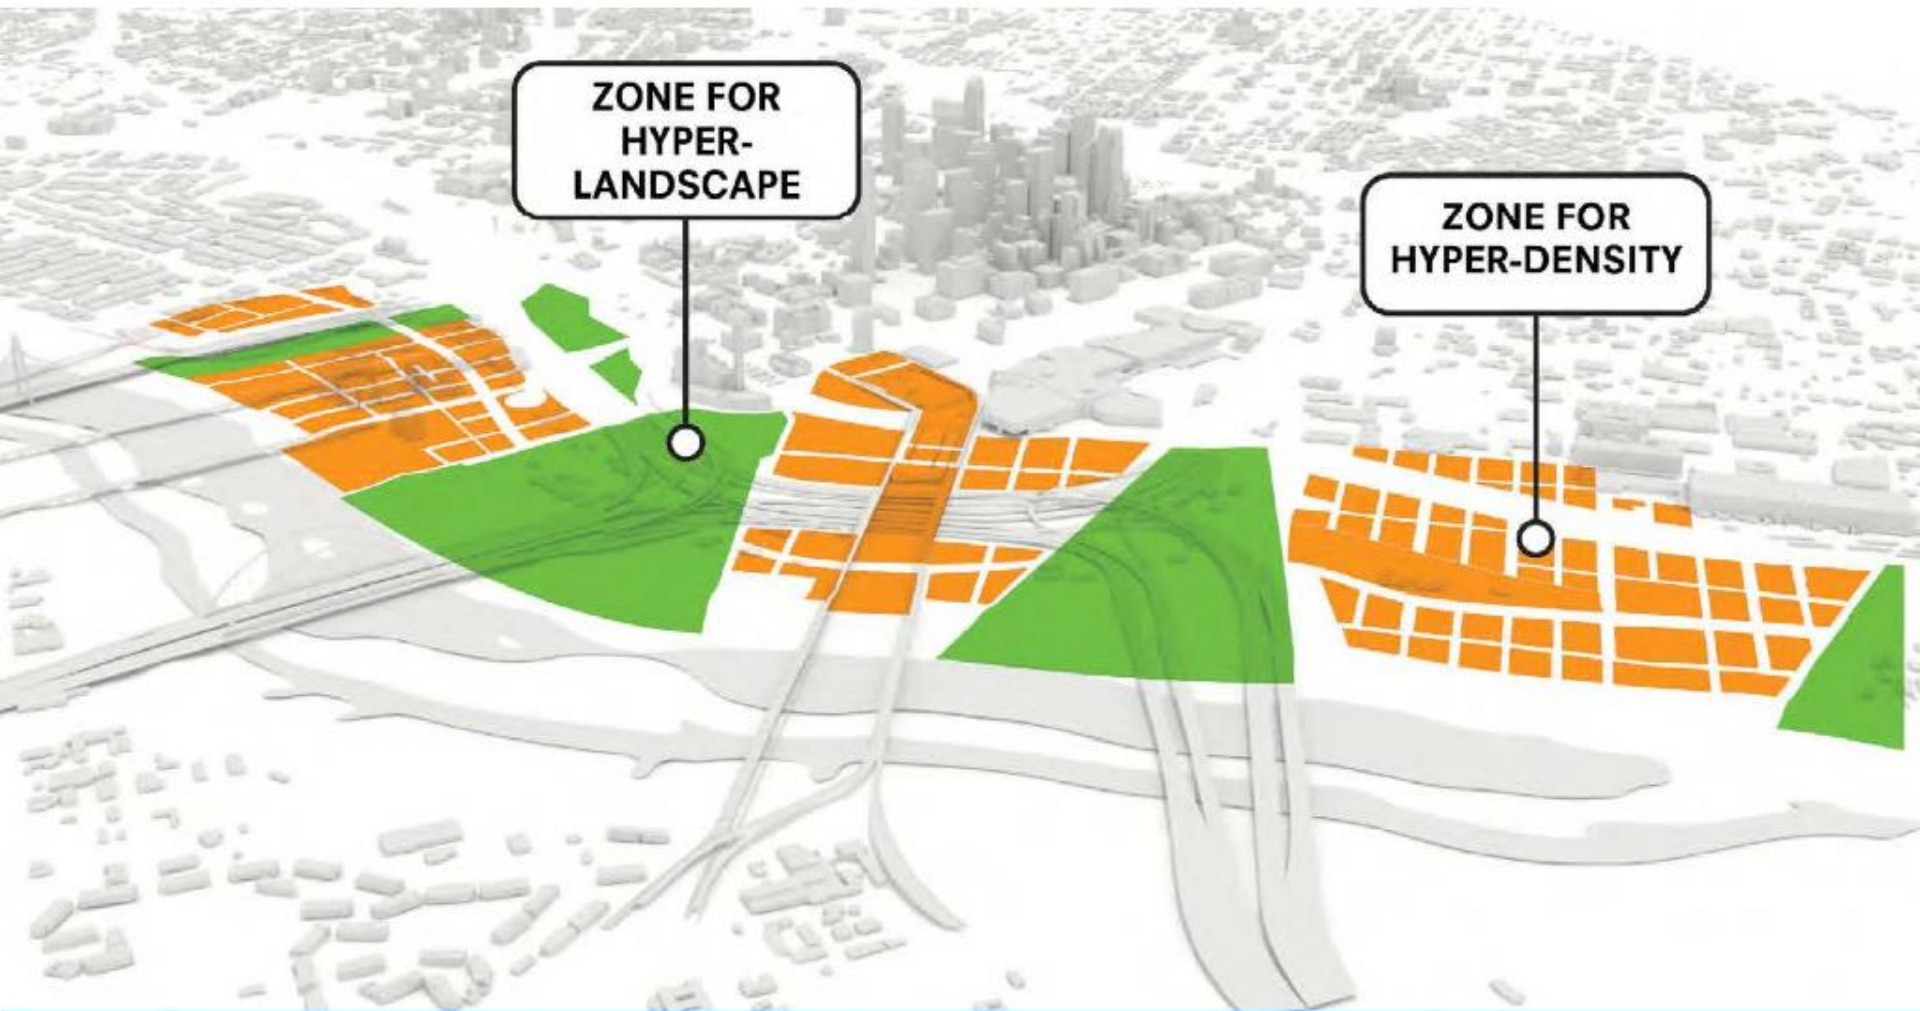 ZONE FOR
HYPER-
LANDSCAPE
ZONE FOR
HYPER-DENSITY